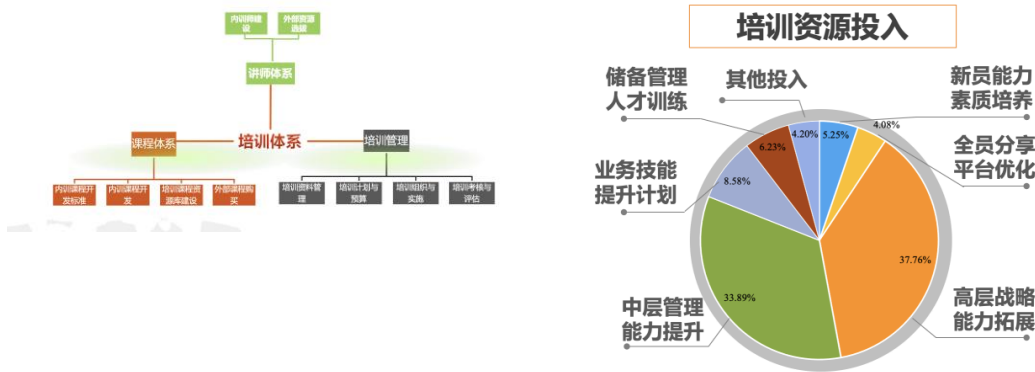 内训师建
设
外部资源
选聘
讲师体系
课程体系
培训体系
培训管理
内训课程开
发标准
内训课程开
发
培训课程资
源库建设
外部课程购
买
培训资料管
理
培训计划与
预算
培训组织与
实施
培训考核与
评估
培训资源投入
储备管理
人才训练
其他投入
新员能力
素质培养
全员分享
平台优化
业务技能
提升计划
中层管理
能力提升
高层战略
能力拓展
4.20%
5.25%
4.08%
6.23%
8.58%
37.76%
33.89%